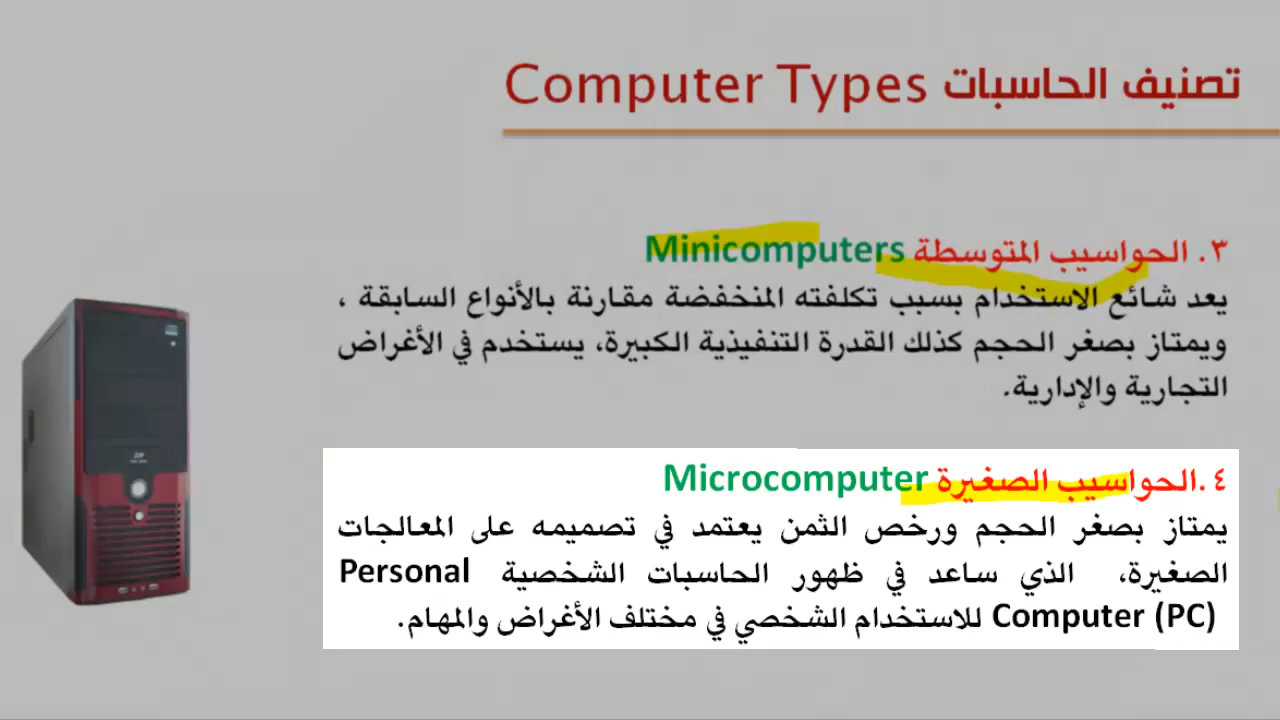 تصنيف الحاسبات Computer Types
٣. الحواسيب المتوسطة Minicomputers
يعد شائع الاستخدام بسبب تكلفته المنخفضة مقارنة بالأنواع السابقة ،
ويمتاز بصغر الحجم كذلك القدرة التنفيذية الكبيرة، يستخدم في الأغراض
التجارية والإدارية.
٤.الحواسيب الصغيرة Microcomputer
يمتاز بصغر الحجم ورخص الثمن يعتمد في تصميمه على المعالجات
الصغيرة، الذي ساعد في ظهور الحاسبات الشخصية Personal
Computer (PC) للاستخدام الشخصي في مختلف الأغراض والمهام.